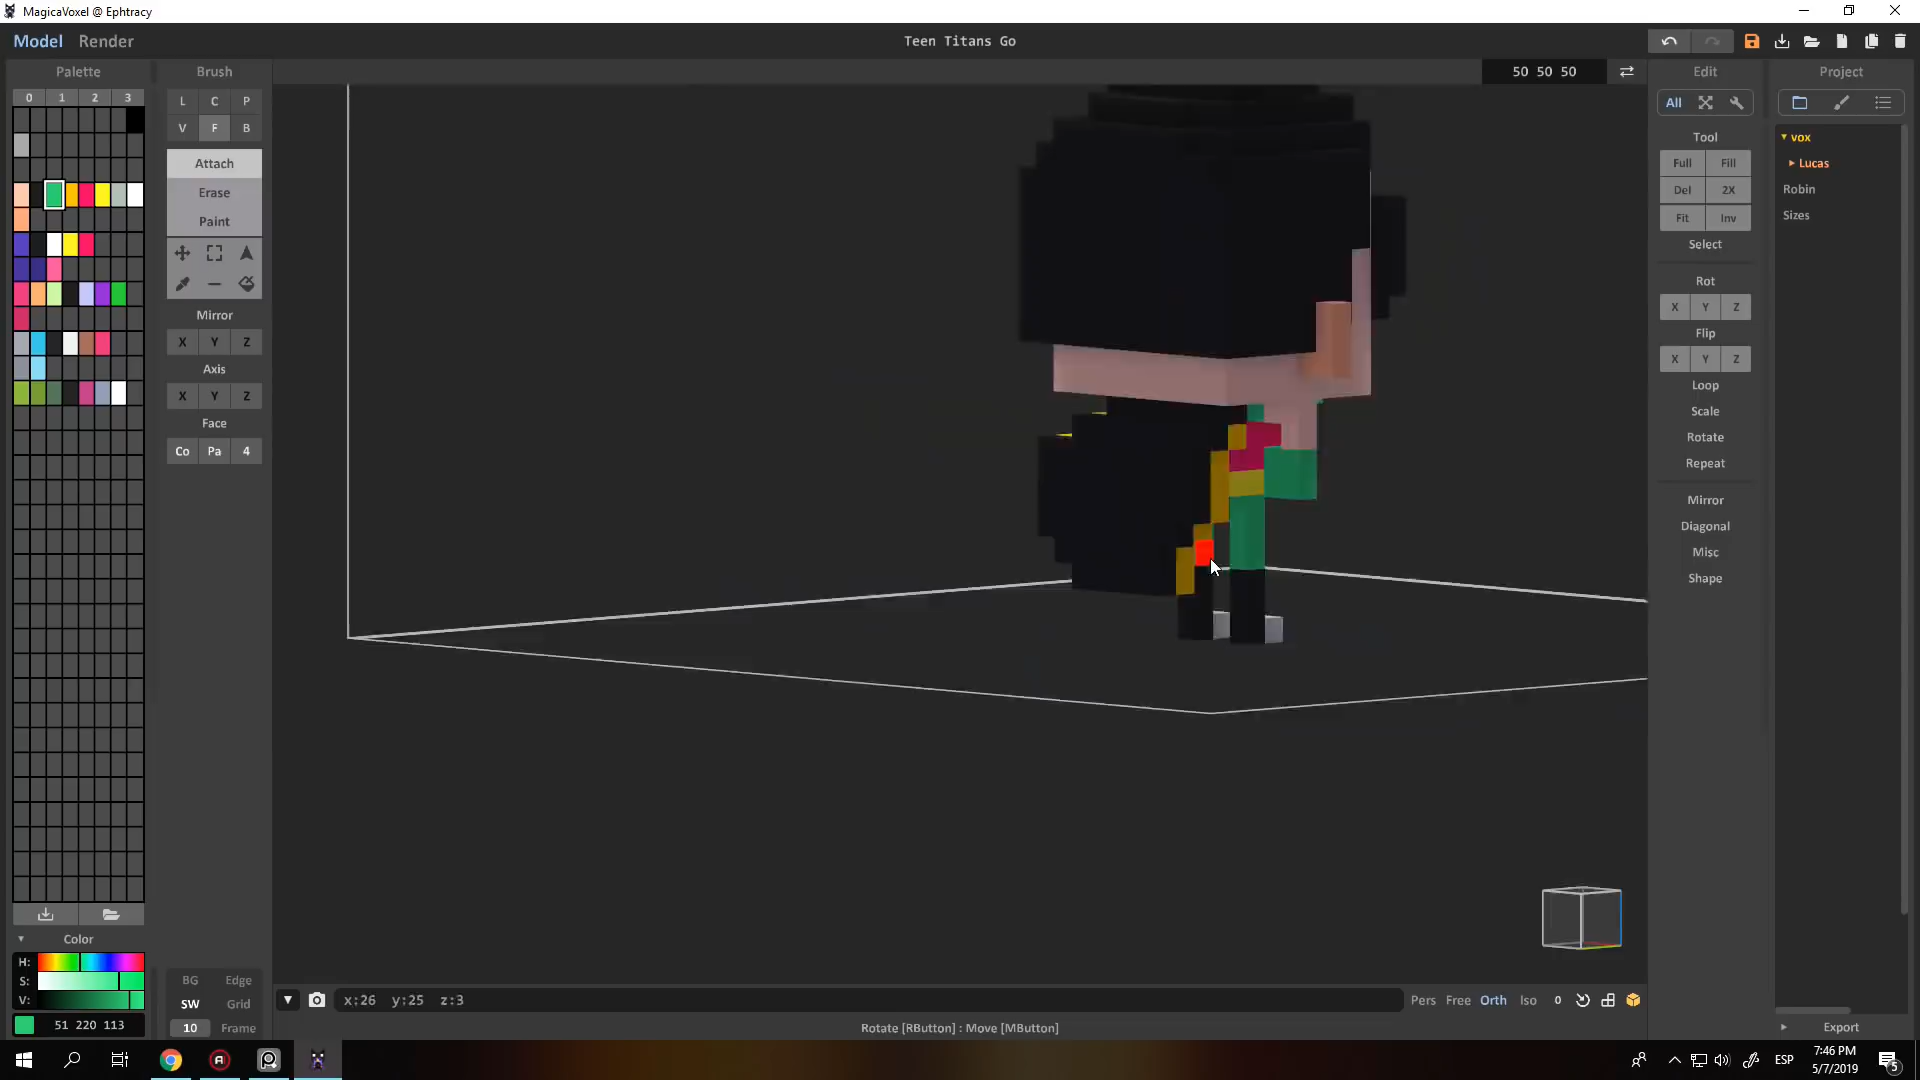 MagicaVoxel @ Ephtracy
Model Render
Teen Titans Go
Palette
0 1 2 3
Brush
L C P
V F B
Attach
Erase
Paint
Mirror
X Y Z
Axis
X Y Z
Face
Co Pa 4
50 50 50
Edit
All
Tool
Full Fill
Del 2X
Fit Inv
Select
Rot
X Y Z
Flip
X Y Z
Loop
Scale
Rotate
Repeat
Mirror
Diagonal
Misc
Shape
Project
vox
Lucas
Robin
Sizes
Color
H:
S:
V:
51 220 113
BG Edge
SW Grid
10 Frame
x:26 y:25 z:3
Pers Free Orth Iso 0
Rotate [RButton] : Move [MButton]
Export
ESP
7:46 PM
5/7/2019
5